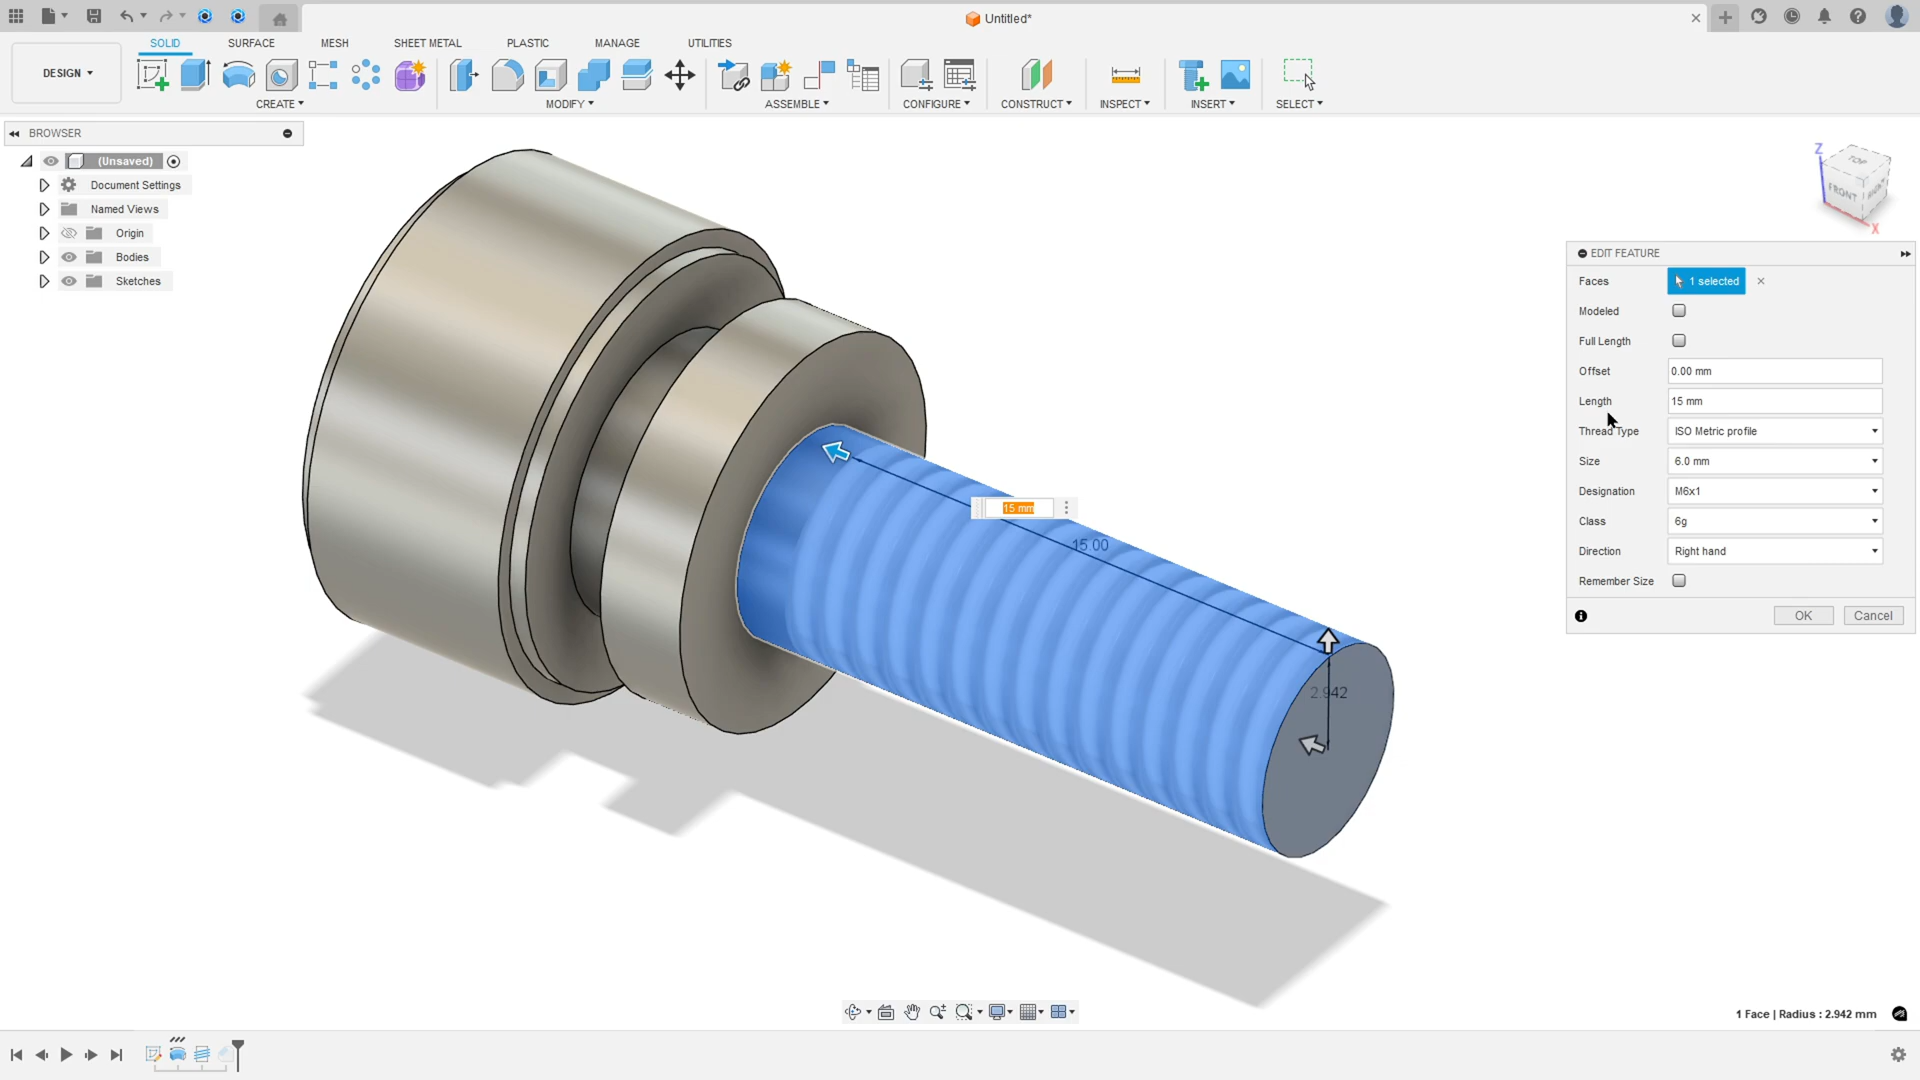 Untitled*
SOLID SURFACE MESH SHEET METAL PLASTIC MANAGE UTILITIES
DESIGN
CREATE MODIFY ASSEMBLE CONFIGURE CONSTRUCT INSPECT INSERT SELECT
BROWSER
(Unsaved)
Document Settings
Named Views
Origin
Bodies
Sketches
Z
TOP
FRONT
RIGHT
X
EDIT FEATURE
Faces 1 selected
Modeled
Full Length
Offset 0.00 mm
Length 15 mm
Thread Type ISO Metric profile
Size 6.0 mm
Designation M6x1
Class 6g
Direction Right hand
Remember Size
OK Cancel
15 mm
15.00
2.942
1 Face | Radius : 2.942 mm